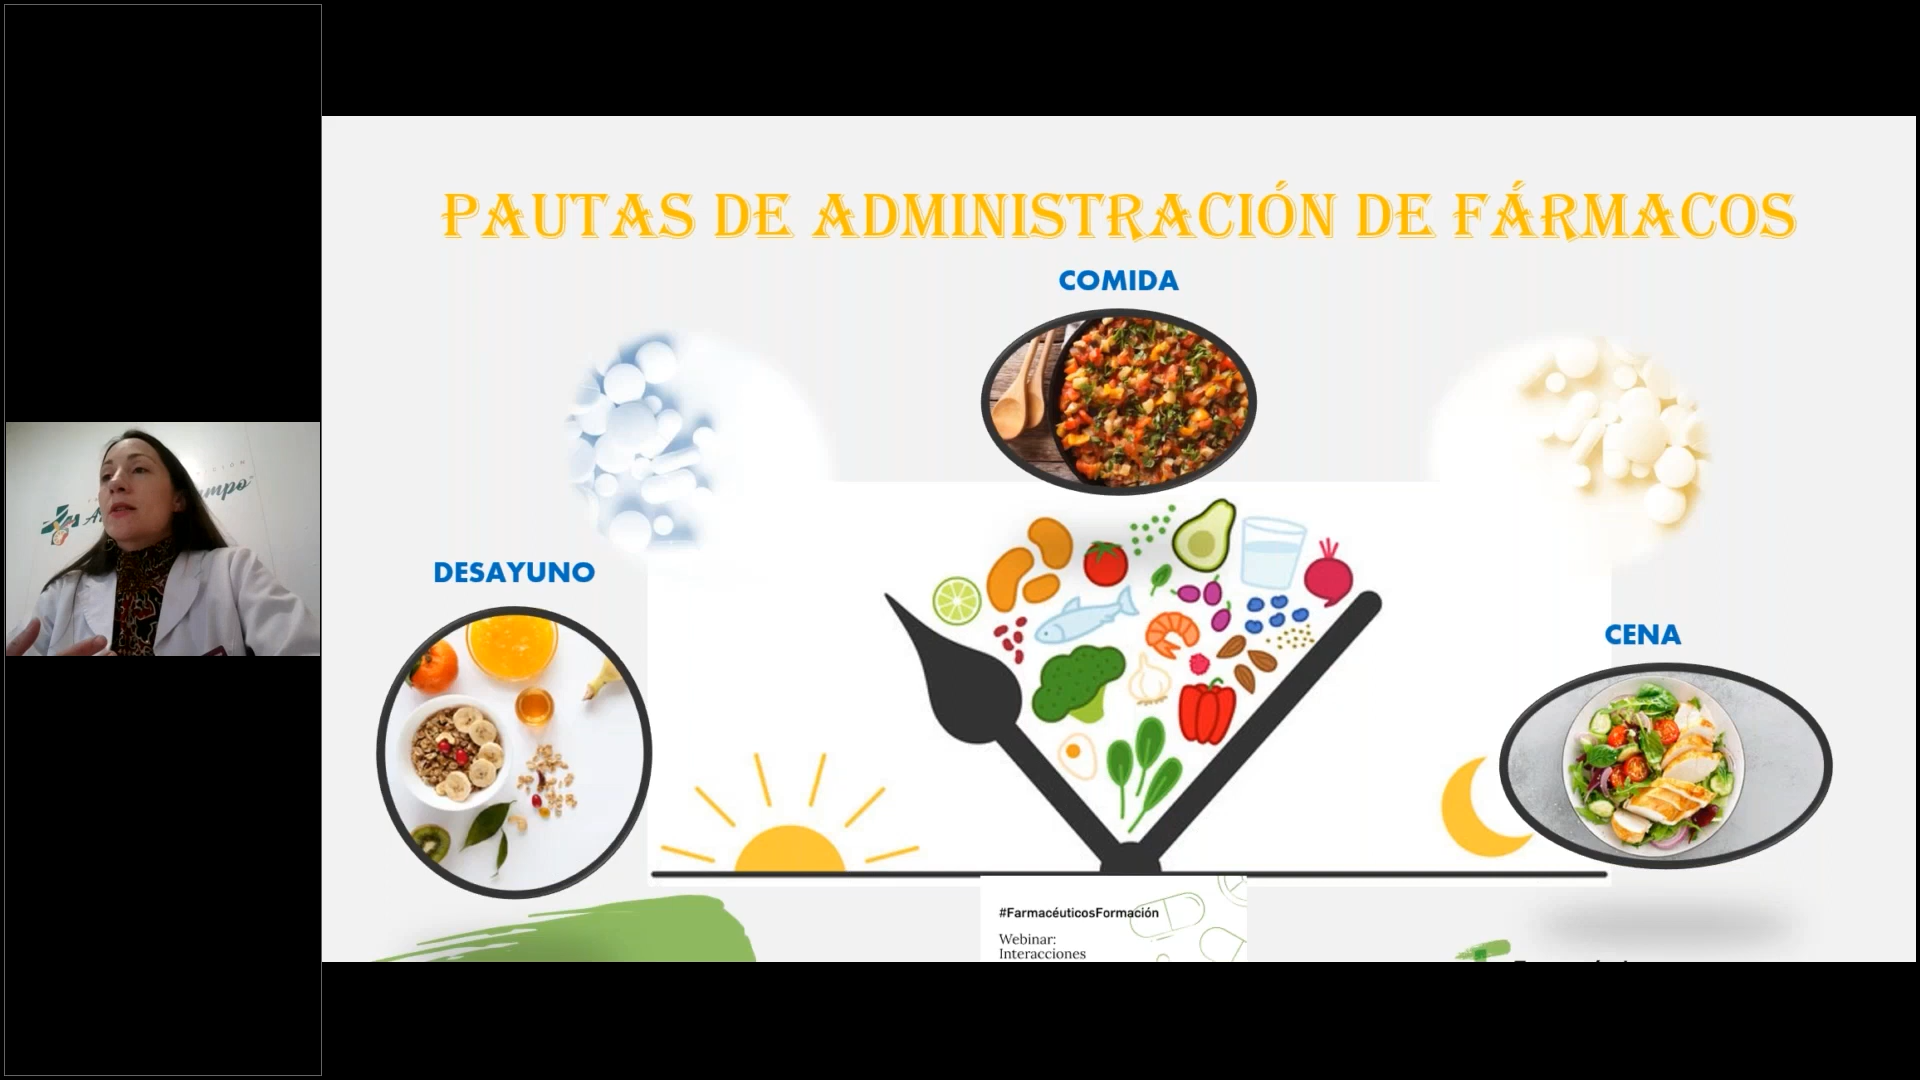 PAUTAS DE ADMINISTRACIÓN DE FÁRMACOS
COMIDA
DESAYUNO
CENA
#FarmacéuticosFormación
Webinar:
Interacciones